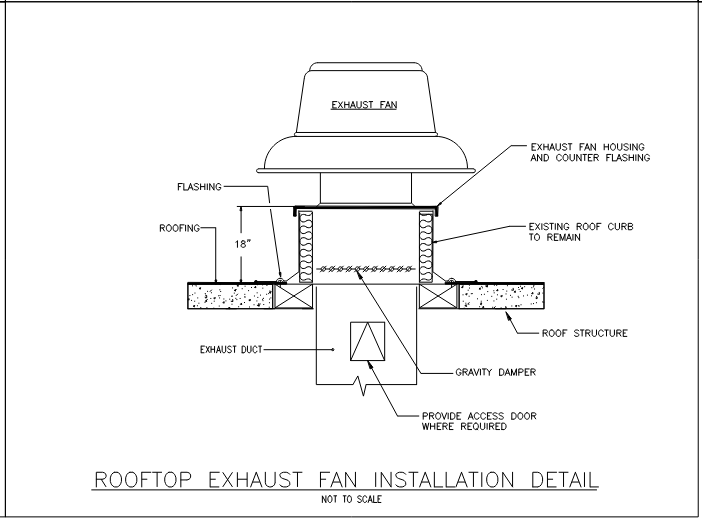 EXHAUST FAN
EXHAUST FAN HOUSING
AND COUNTER FLASHING
FLASHING
ROOFING
18"
EXISTING ROOF CURB
TO REMAIN
ROOF STRUCTURE
EXHAUST DUCT
GRAVITY DAMPER
PROVIDE ACCESS DOOR
WHERE REQUIRED
ROOFTOP EXHAUST FAN INSTALLATION DETAIL
NOT TO SCALE